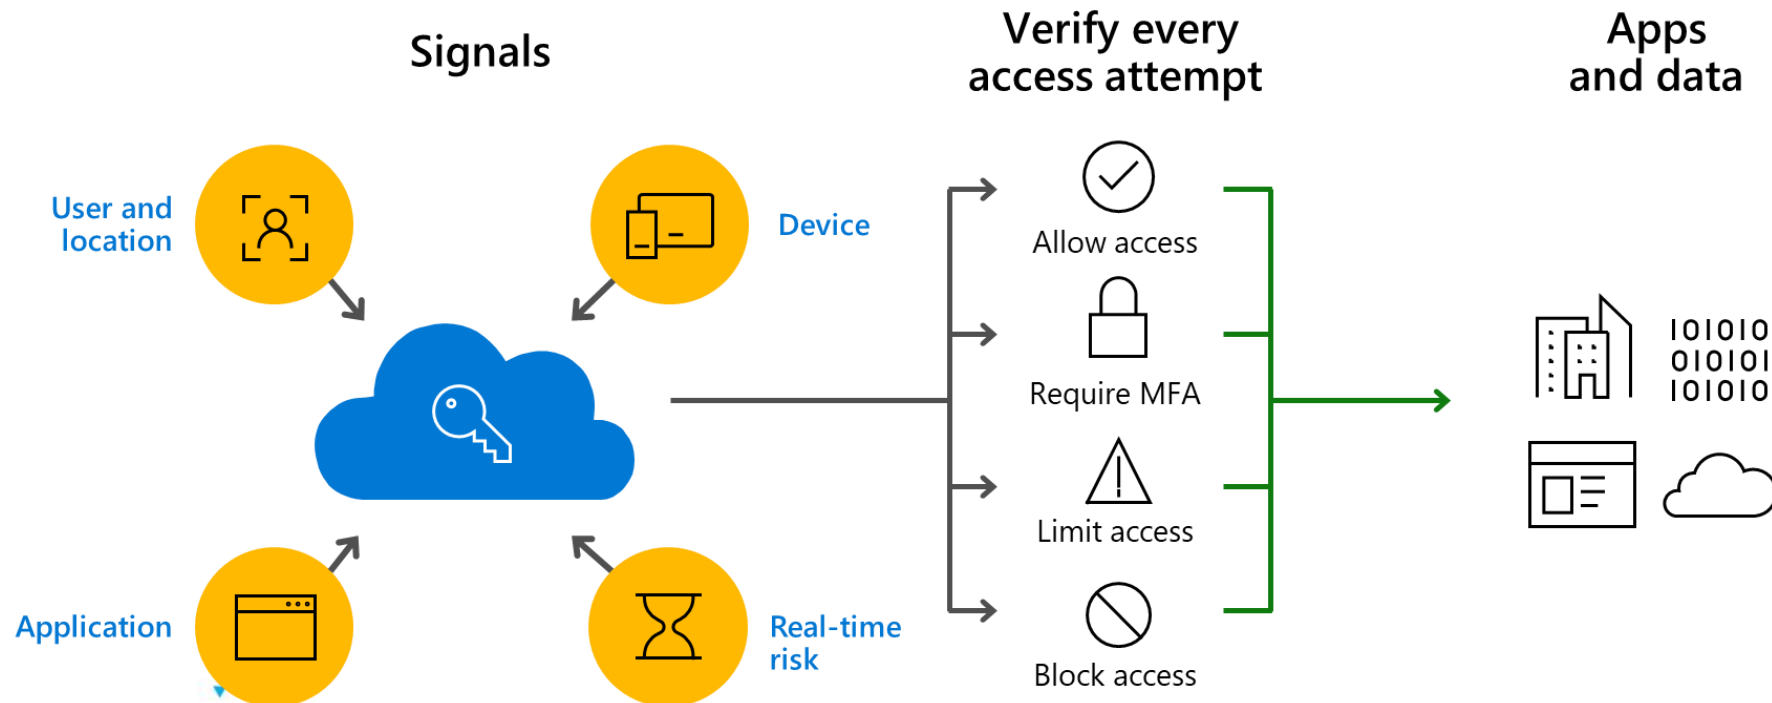 Signals
Verify every
access attempt
Apps
and data
User and
location
Device
Application
Real-time
risk
Allow access
Require MFA
Limit access
Block access
101010
010101
101010